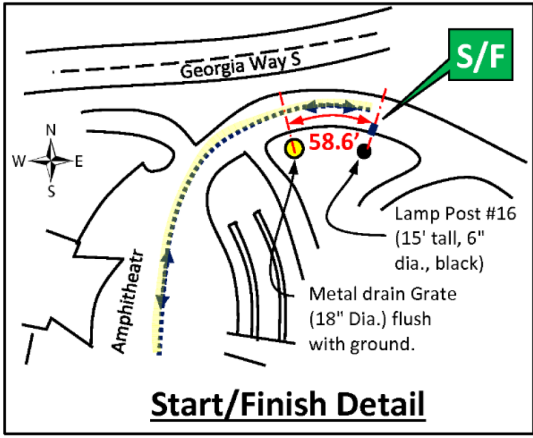 Georgia Way S
S/F
58.6'
N
W
E
S
Lamp Post #16
(15' tall, 6"
dia., black)
Amphitheatr
Metal drain Grate
(18" Dia.) flush
with ground.
Start/Finish Detail